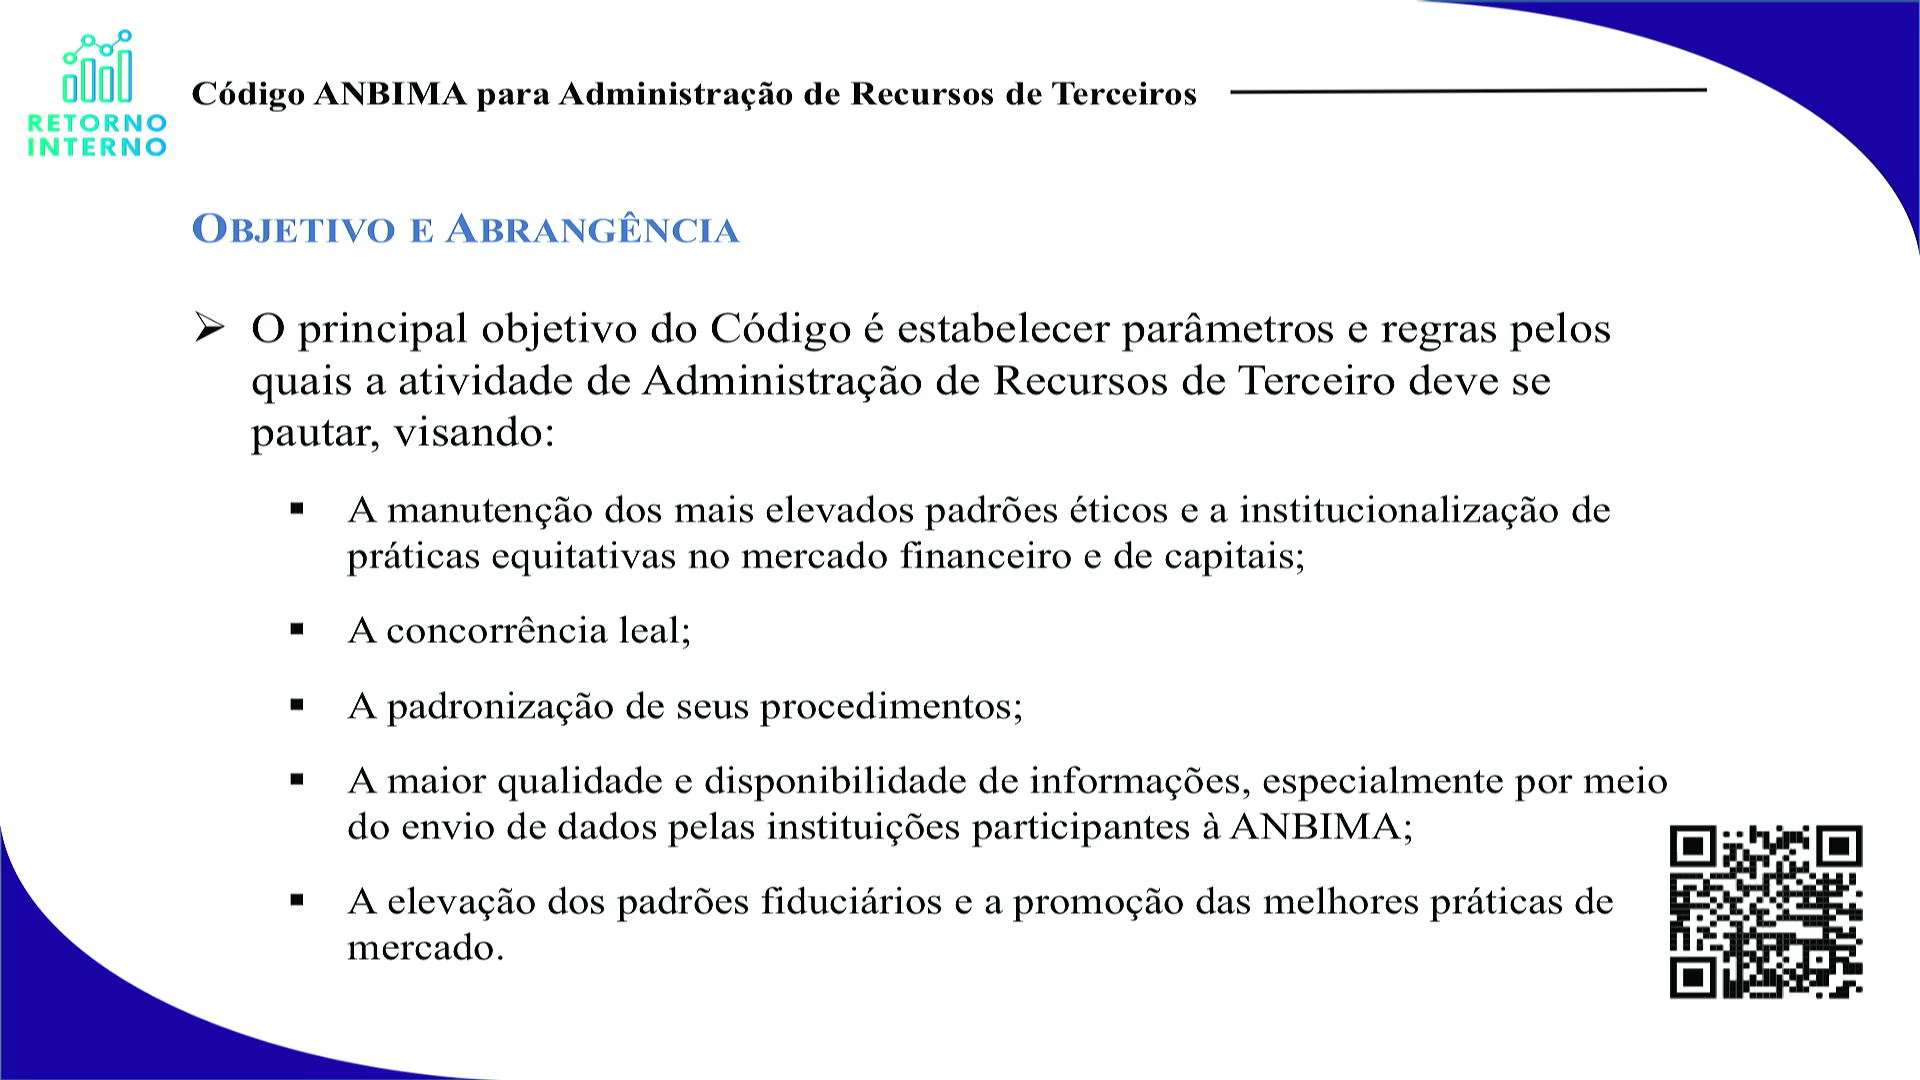 RETORNO
INTERNO
Código ANBIMA para Administração de Recursos de Terceiros
OBJETIVO E ABRANGÊNCIA
➢ O principal objetivo do Código é estabelecer parâmetros e regras pelos
quais a atividade de Administração de Recursos de Terceiro deve se
pautar, visando:
▪ A manutenção dos mais elevados padrões éticos e a institucionalização de
práticas equitativas no mercado financeiro e de capitais;
▪ A concorrência leal;
▪ A padronização de seus procedimentos;
▪ A maior qualidade e disponibilidade de informações, especialmente por meio
do envio de dados pelas instituições participantes à ANBIMA;
▪ A elevação dos padrões fiduciários e a promoção das melhores práticas de
mercado.